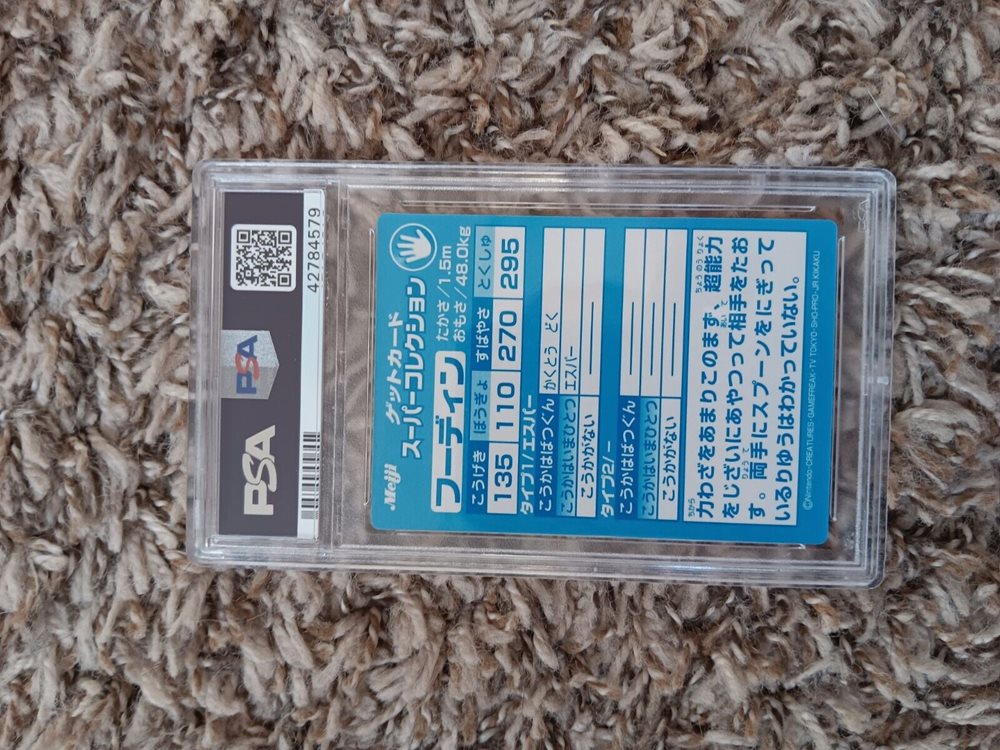 PSA
PSA
42784579
Meiji
ゲットカード
スーパーコレクション
フーディン
たかさ/1.5m
おもさ/48.0kg
こうげき ぼうぎょ すばやさ とくしゅ
135 110 270 295
タイプ1/エスパー
こうかはばつぐん かくとう どく
こうかはいまひとつ エスパー
こうかがない ―
タイプ2/―
こうかはばつぐん ―
こうかはいまひとつ ―
こうかがない ―
力わざをあまりこのまず、超能力
をじざいにあやつって相手をたお
す。両手にスプーンをにぎって
いるりゆうはわかっていない。
©Nintendo·CREATURES·GAMEFREAK·TV TOKYO·SHO-PRO·JR KIKAKU